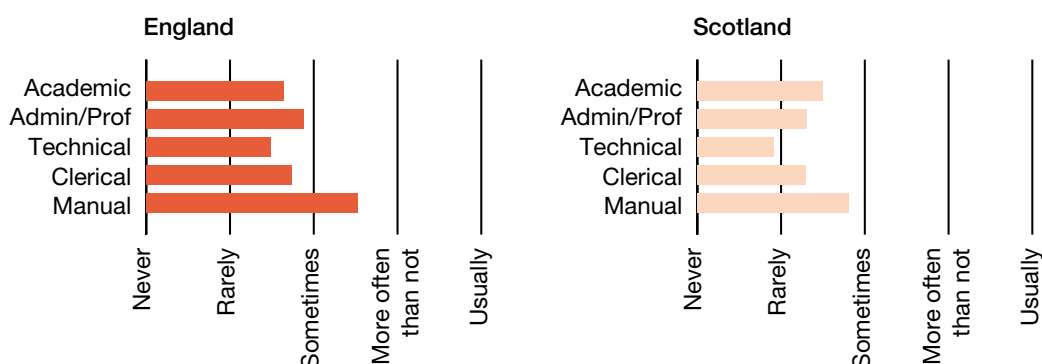 England
Academic
Admin/Prof
Technical
Clerical
Manual
Never
Rarely
Sometimes
More often
than not
Usually
Scotland
Academic
Admin/Prof
Technical
Clerical
Manual
Never
Rarely
Sometimes
More often
than not
Usually